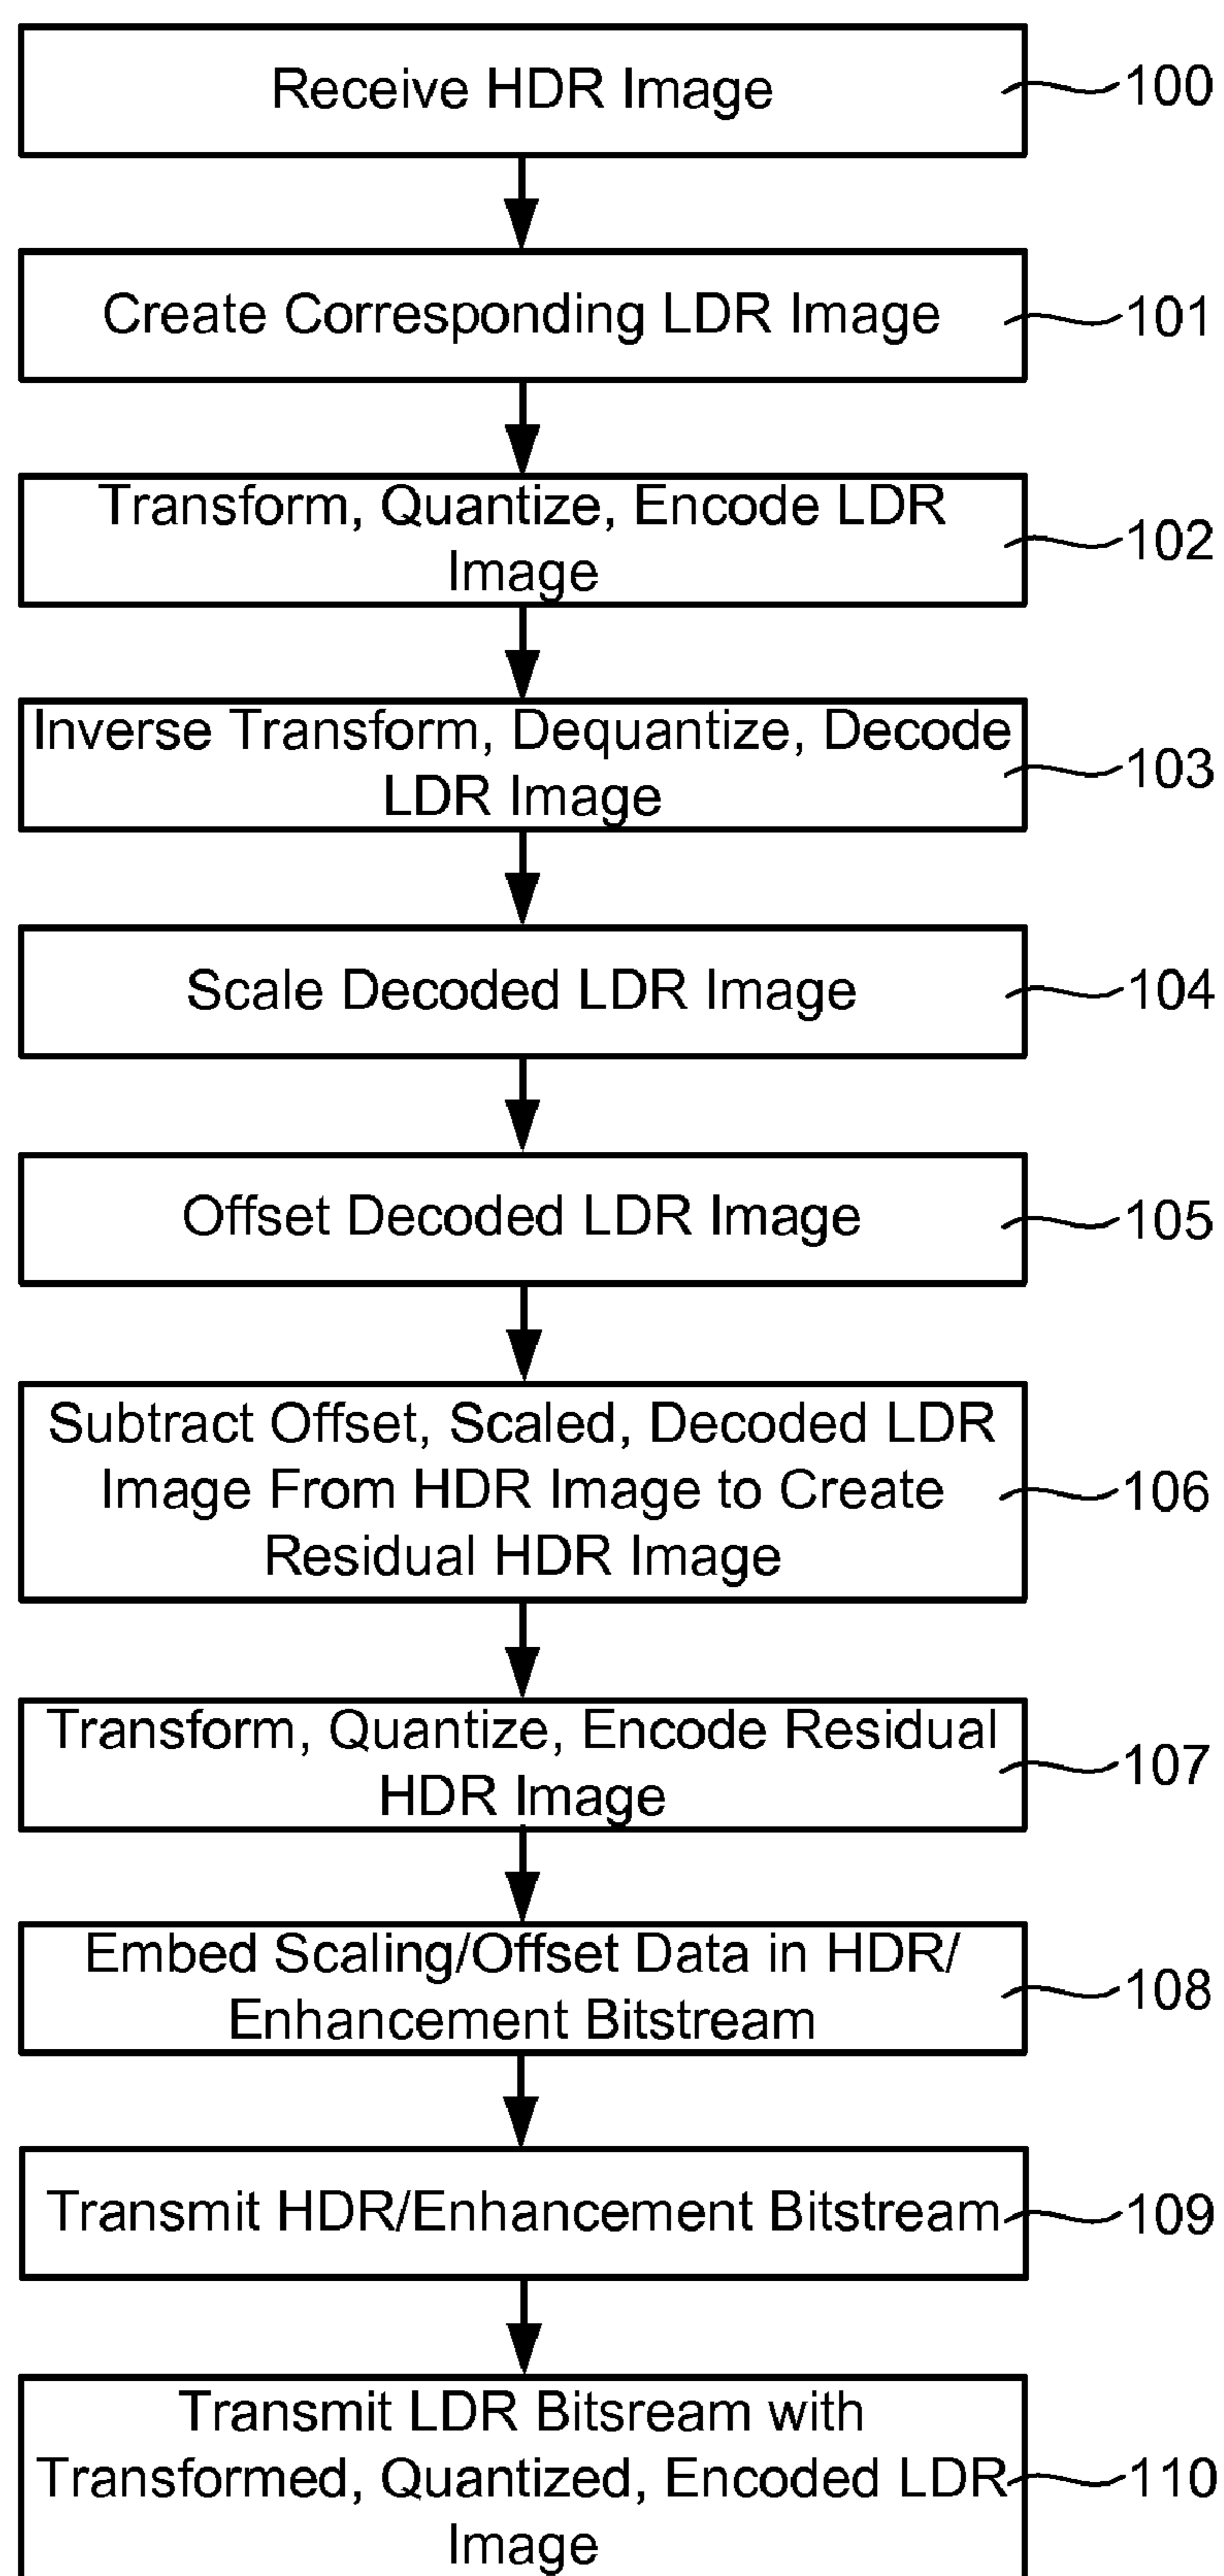 Receive HDR Image
100
Create Corresponding LDR Image
101
Transform, Quantize, Encode LDR
Image
102
Inverse Transform, Dequantize, Decode
LDR Image
103
Scale Decoded LDR Image
104
Offset Decoded LDR Image
105
Subtract Offset, Scaled, Decoded LDR
Image From HDR Image to Create
Residual HDR Image
106
Transform, Quantize, Encode Residual
HDR Image
107
Embed Scaling/Offset Data in HDR/
Enhancement Bitstream
108
Transmit HDR/Enhancement Bitstream
109
Transmit LDR Bitsream with
Transformed, Quantized, Encoded LDR
Image
110